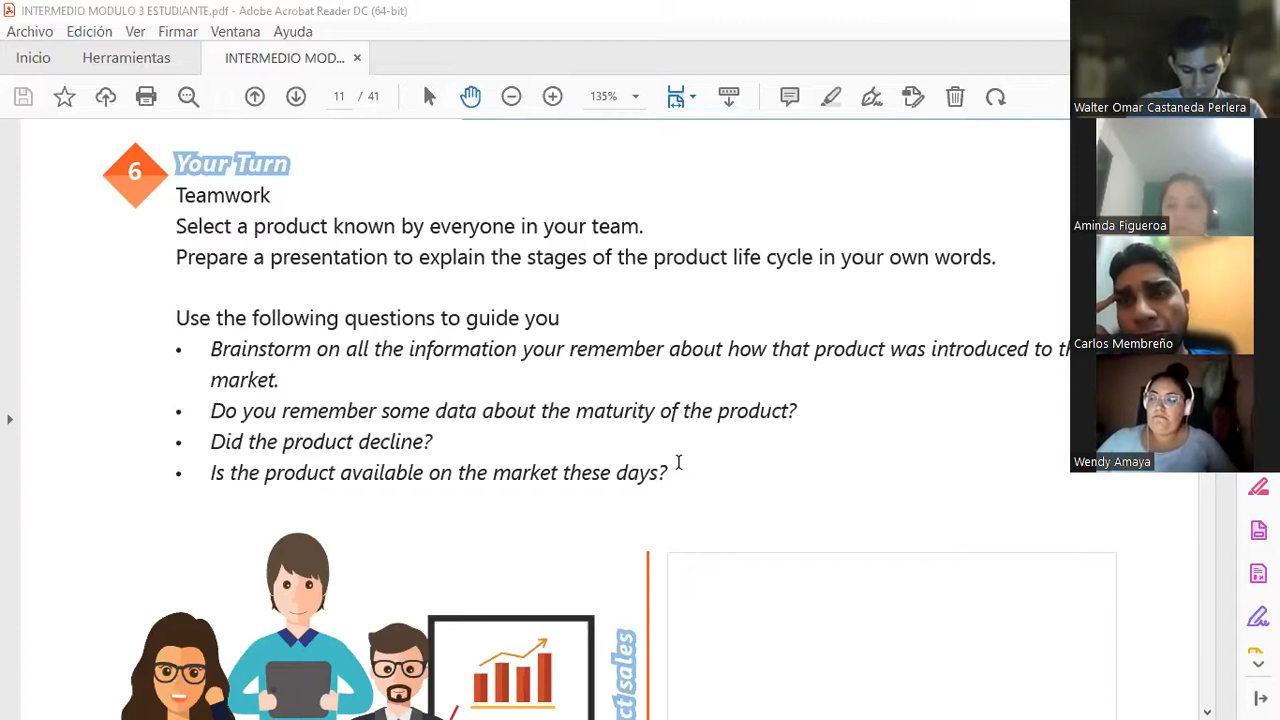 INTERMEDIO MODULO 3 ESTUDIANTE.pdf - Adobe Acrobat Reader DC (64-bit)
Archivo Edición Ver Firmar Ventana Ayuda
Inicio Herramientas INTERMEDIO MOD... ×
11 / 41 135%
Walter Omar Castaneda Perlera
Aminda Figueroa
Carlos Membreño
Wendy Amaya
6 Your Turn
Teamwork
Select a product known by everyone in your team.
Prepare a presentation to explain the stages of the product life cycle in your own words.
Use the following questions to guide you
• Brainstorm on all the information your remember about how that product was introduced to
market.
• Do you remember some data about the maturity of the product?
• Did the product decline?
• Is the product available on the market these days?
sales